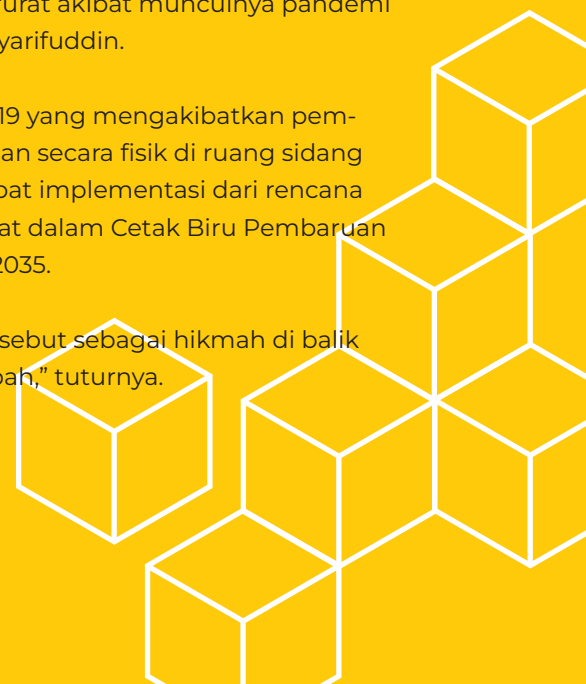 urat akibat munculnya pandemi
yarifuddin.
19 yang mengakibatkan pem-
an secara fisik di ruang sidang
pat implementasi dari rencana
at dalam Cetak Biru Pembaruan
2035.
sebut sebagai hikmah di balik
bah,” tuturnya.